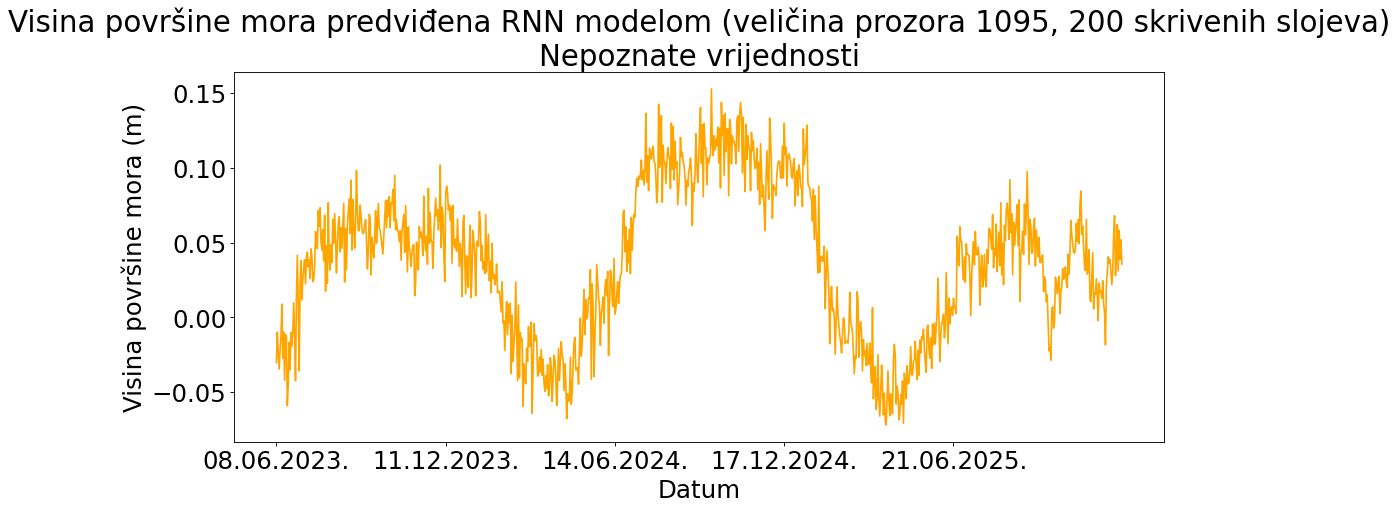 Visina površine mora predviđena RNN modelom (veličina prozora 1095, 200 skrivenih slojeva)
Nepoznate vrijednosti
Visina površine mora (m)
0.15
0.10
0.05
0.00
−0.05
08.06.2023. 11.12.2023. 14.06.2024. 17.12.2024. 21.06.2025.
Datum